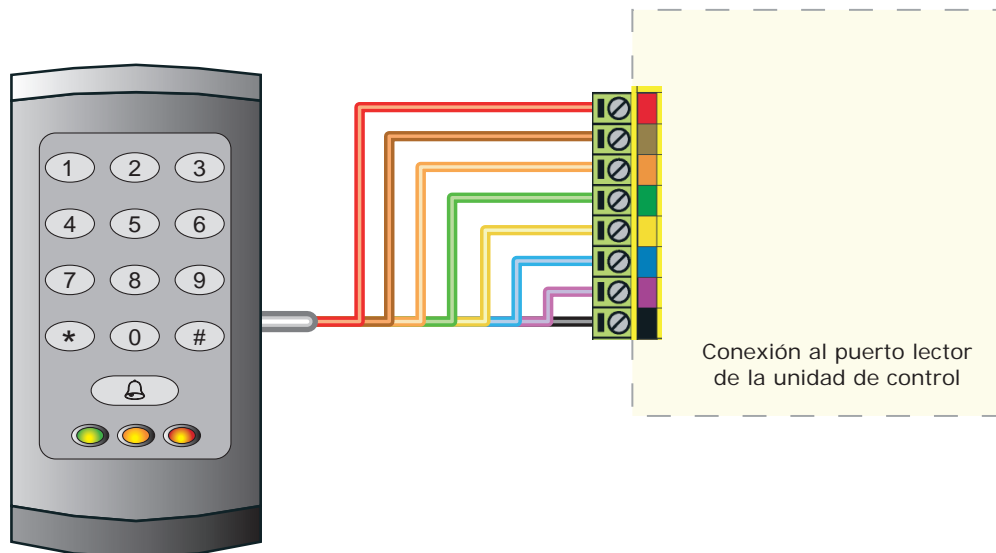 1 2 3
4 5 6
7 8 9
* 0 #
Conexión al puerto lector
de la unidad de control